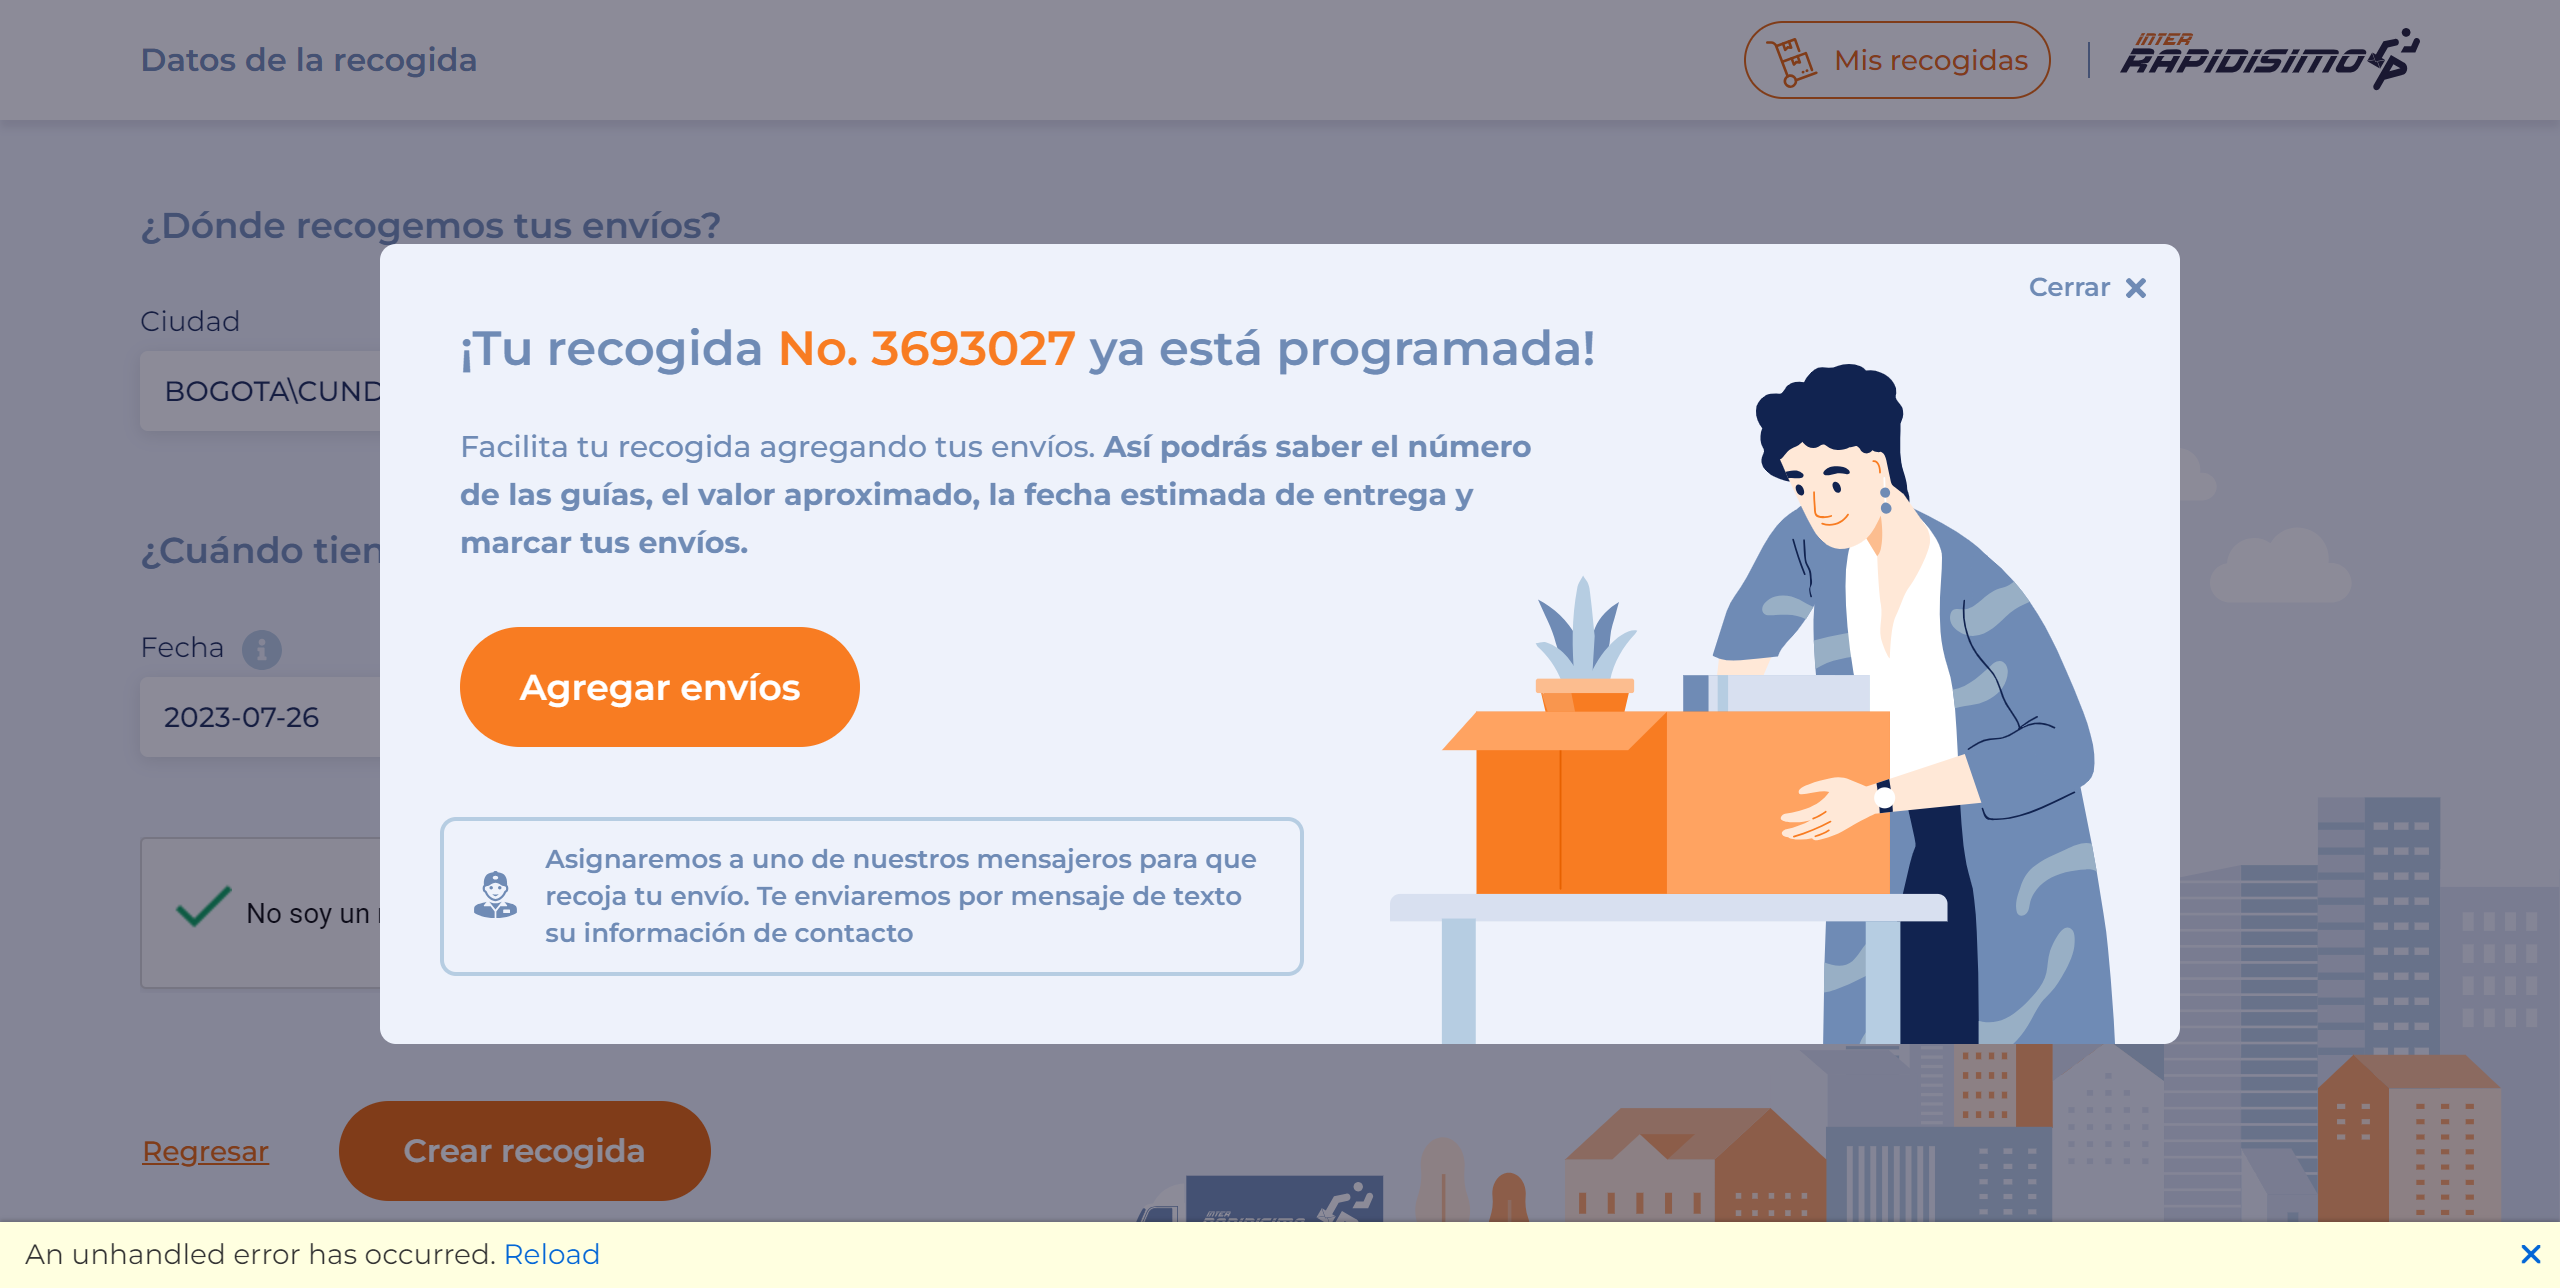 Datos de la recogida
Mis recogidas
INTER
RAPIDISIMO
¿Dónde recogemos tus envíos?
Cerrar
¡Tu recogida No. 3693027 ya está programada!
Ciudad
BOGOTA\CUND
Facilita tu recogida agregando tus envíos. Así podrás saber el número
de las guías, el valor aproximado, la fecha estimada de entrega y
marcar tus envíos.
¿Cuándo tien
Fecha
2023-07-26
Agregar envíos
No soy un
Asignaremos a uno de nuestros mensajeros para que
recoja tu envío. Te enviaremos por mensaje de texto
su información de contacto
Regresar
Crear recogida
INTER
An unhandled error has occurred. Reload